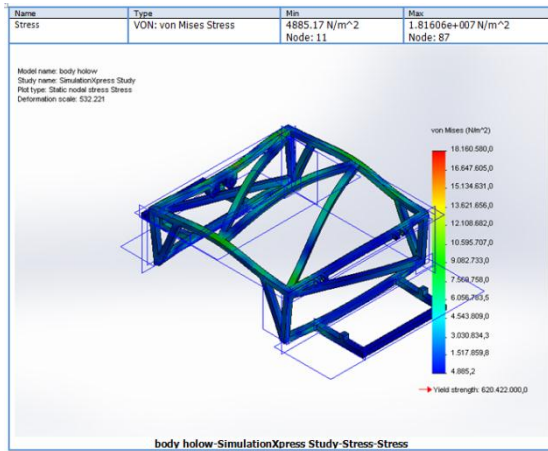 Name Type Min Max
Stress VON: von Mises Stress 4885.17 N/m^2 1.81606e+007 N/m^2
Node: 11 Node: 87
Model name: body holow
Study name: SimulationXpress Study
Plot type: Static nodal stress Stress
Deformation scale: 532.221
von Mises (N/m^2)
18.160.580,0
16.647.605,0
15.134.631,0
13.621.656,0
12.108.682,0
10.595.707,0
9.082.733,0
7.569.758,0
6.056.783,5
4.543.809,0
3.030.834,3
1.517.859,8
4.885,2
Yield strength: 620.422.000,0
body holow-SimulationXpress Study-Stress-Stress